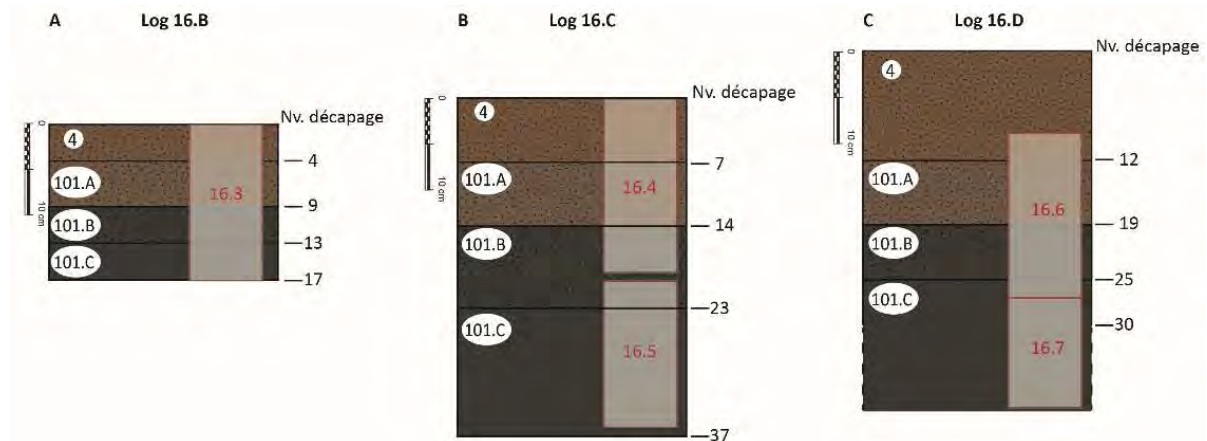 A Log 16.B
Nv. décapage
0
10 cm
4
101.A
101.B
101.C
16.3
4
9
13
17
B Log 16.C
Nv. décapage
0
10 cm
4
101.A
101.B
101.C
16.4
16.5
7
14
23
37
C Log 16.D
Nv. décapage
0
10 cm
4
101.A
101.B
101.C
16.6
16.7
12
19
25
30